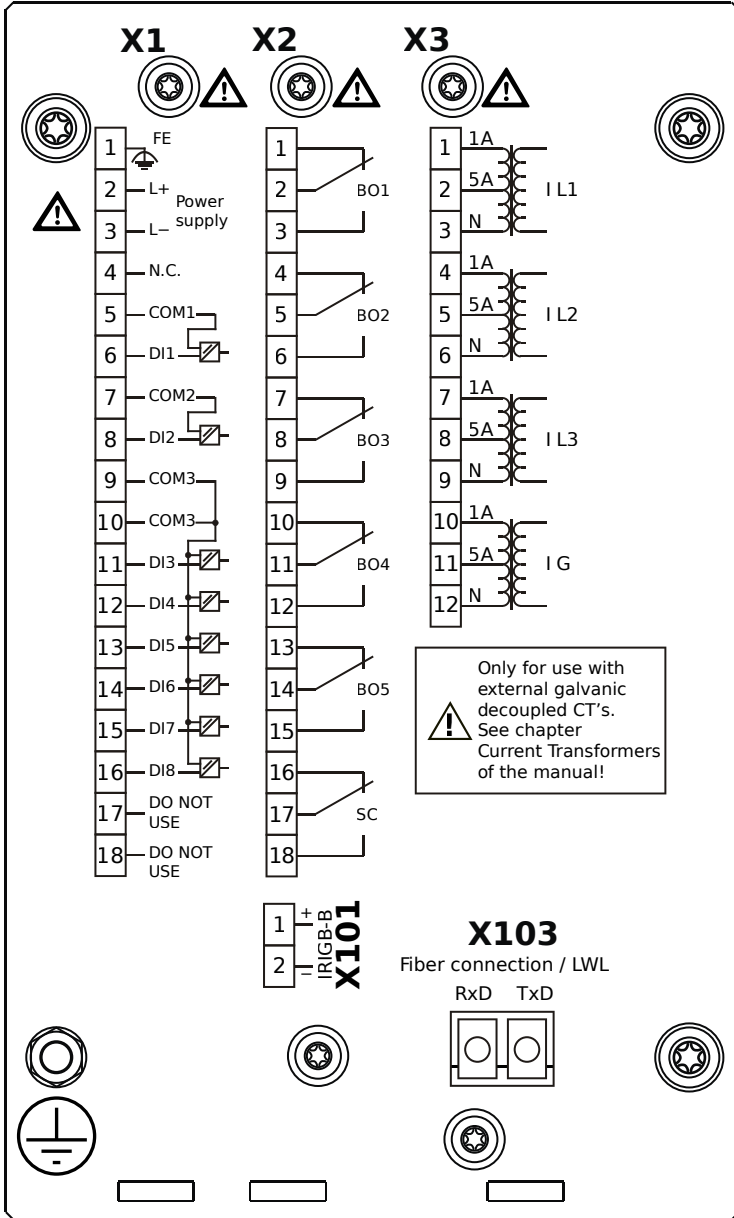 X1
X2
X3
1
FE
2
L+
Power
supply
3
L−
4
N.C.
5
COM1
6
DI1
7
COM2
8
DI2
9
COM3
10
COM3
11
DI3
12
DI4
13
DI5
14
DI6
15
DI7
16
DI8
17
DO NOT
USE
18
DO NOT
USE
1
2
BO1
3
4
5
BO2
6
7
8
BO3
9
10
11
BO4
12
13
14
BO5
15
16
17
SC
18
1
1A
2
5A
I L1
3
N
4
1A
5
5A
I L2
6
N
7
1A
8
5A
I L3
9
N
10
1A
11
5A
I G
12
N
Only for use with
external galvanic
decoupled CT's.
See chapter
Current Transformers
of the manual!
1 +
2 −
IRIGB-B
X101
X103
Fiber connection / LWL
RxD TxD